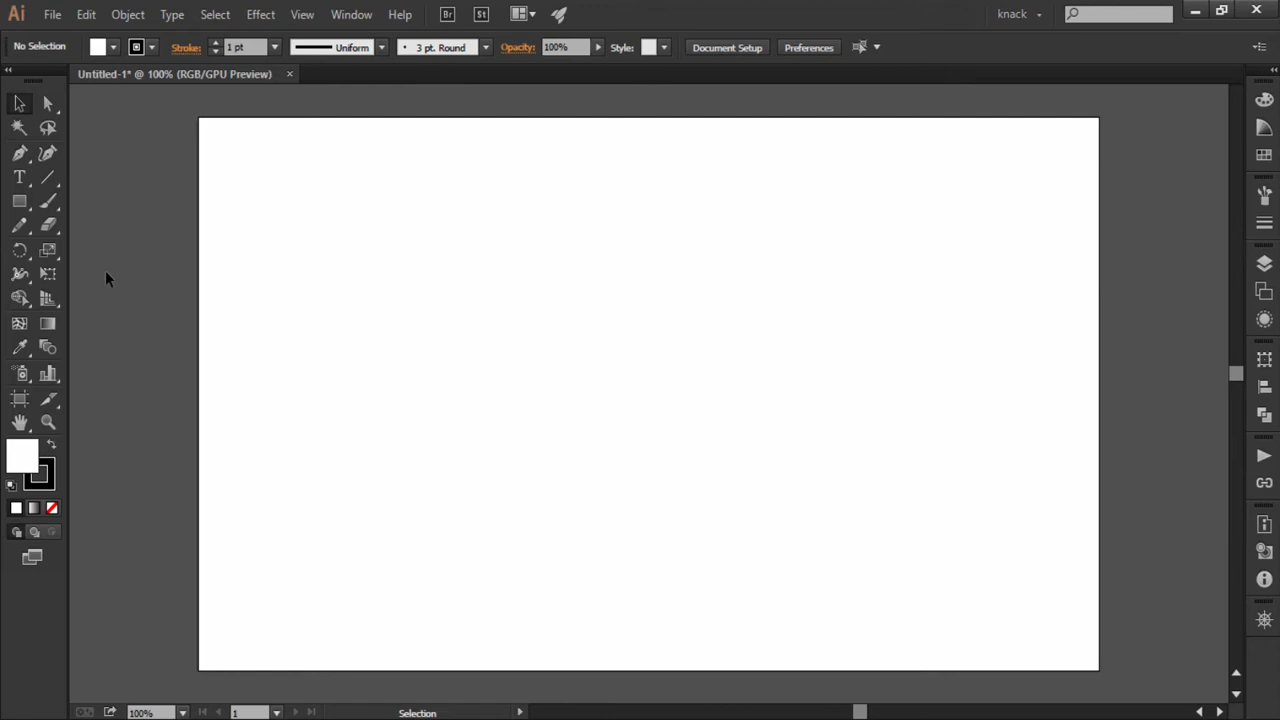 Ai File Edit Object Type Select Effect View Window Help Br St knack
No Selection Stroke: 1 pt Uniform 3 pt. Round Opacity: 100% Style: Document Setup Preferences
Untitled-1* @ 100% (RGB/GPU Preview) ×
T
100% 1 Selection